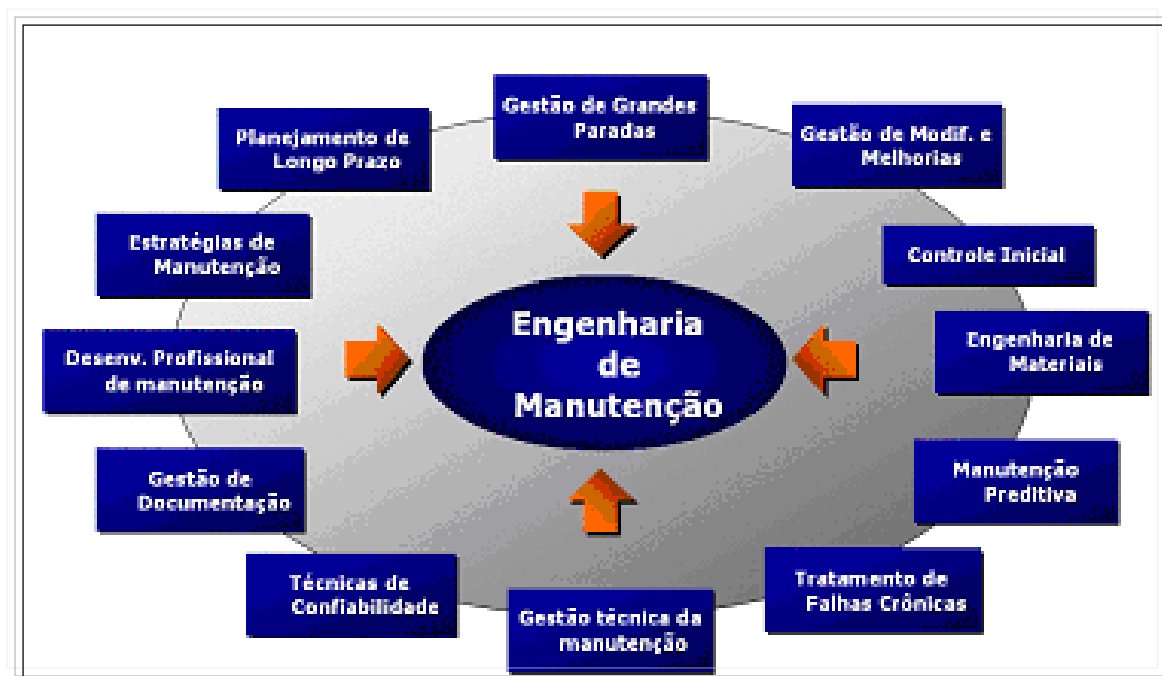 Gestão de Grandes
Paradas
Planejamento de
Longo Prazo
Gestão de Modif. e
Melhorias
Estratégias de
Manutenção
Controle Inicial
Engenharia
de
Manutenção
Desenv. Profissional
de manutenção
Engenharia de
Materiais
Gestão de
Documentação
Manutenção
Preditiva
Técnicas de
Confiabilidade
Tratamento de
Falhas Crônicas
Gestão técnica da
manutenção